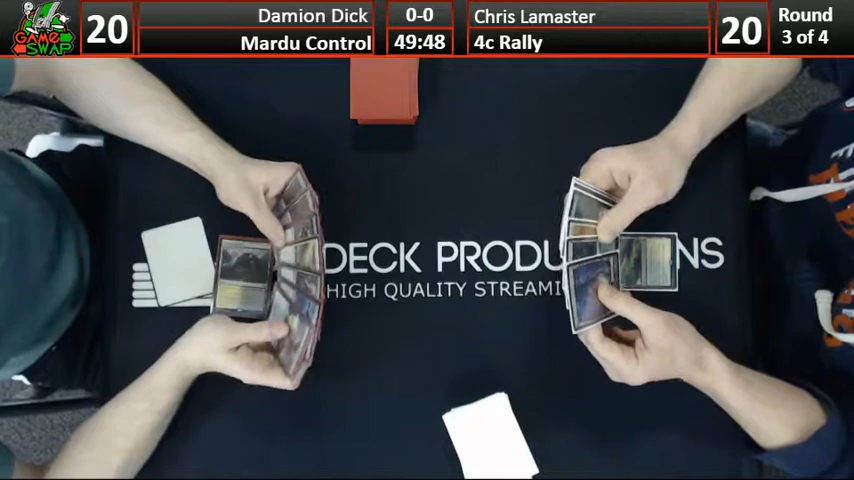 GAME
SWAP
20
Damion Dick
Mardu Control
0-0
49:48
Chris Lamaster
4c Rally
20
Round
3 of 4
DECK PRODU NS
HIGH QUALITY STREAMI